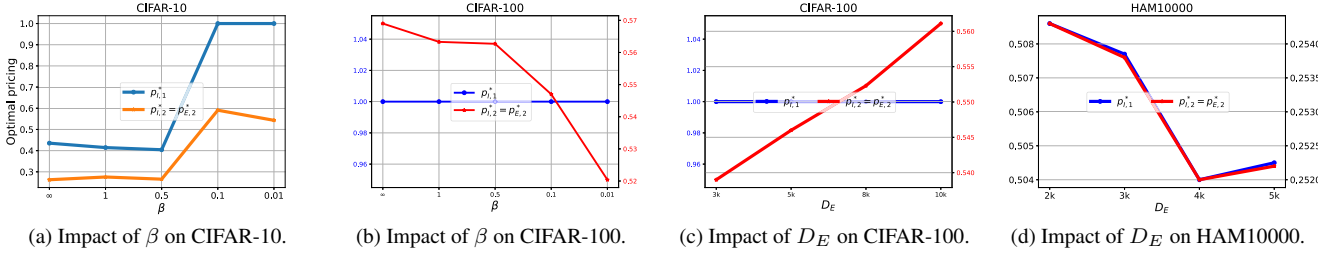 CIFAR-10
Optimal pricing
1.0
0.9
0.8
0.7
0.6
0.5
0.4
0.3
p*I,1
p*I,2 = p*E,2
∞ 1 0.5 0.1 0.01
β
(a) Impact of β on CIFAR-10.
CIFAR-100
1.04
1.02
1.00
0.98
0.96
p*I,1
p*I,2 = p*E,2
0.57
0.56
0.55
0.54
0.53
0.52
∞ 1 0.5 0.1 0.01
β
(b) Impact of β on CIFAR-100.
CIFAR-100
1.04
1.02
1.00
0.98
0.96
p*I,1 p*I,2 = p*E,2
0.560
0.555
0.550
0.545
0.540
3k 5k 8k 10k
DE
(c) Impact of DE on CIFAR-100.
HAM10000
0,508
0,507
0,506
0,505
0,504
p*I,1 p*I,2 = p*E,2
0,2540
0,2535
0,2530
0,2525
0,2520
2k 3k 4k 5k
DE
(d) Impact of DE on HAM10000.